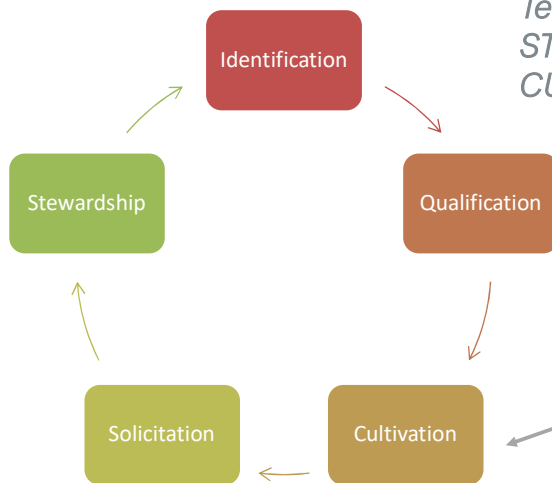 Identification
Qualification
Cultivation
Solicitation
Stewardship